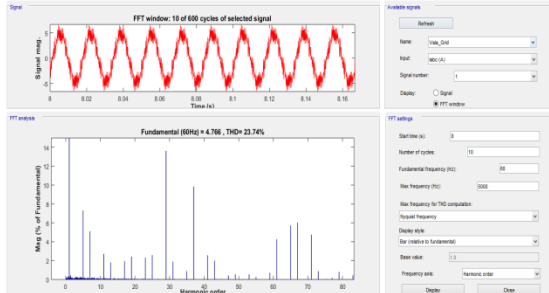 Signal
FFT window: 10 of 600 cycles of selected signal
Signal mag.
5
0
-5
8
8.02
8.04
8.06
8.08
8.1
8.12
8.14
8.16
Time (s)
FFT analysis
Fundamental (60Hz) = 4.766 , THD= 23.74%
Mag (% of Fundamental)
14
12
10
8
6
4
2
0
0
10
20
30
40
50
60
70
80
Harmonic order
Available signals
Refresh
Name:
Input:
Iabc (A)
Signal number:
1
Display:
Signal
FFT window
FFT settings
Start time (s):
8
Number of cycles:
10
Fundamental frequency (Hz):
60
Max frequency (Hz):
5000
Max frequency for THD computation:
Nyquist frequency
Display style:
Bar (relative to fundamental)
Base value:
1.0
Frequency axis:
Harmonic order
Display
Close